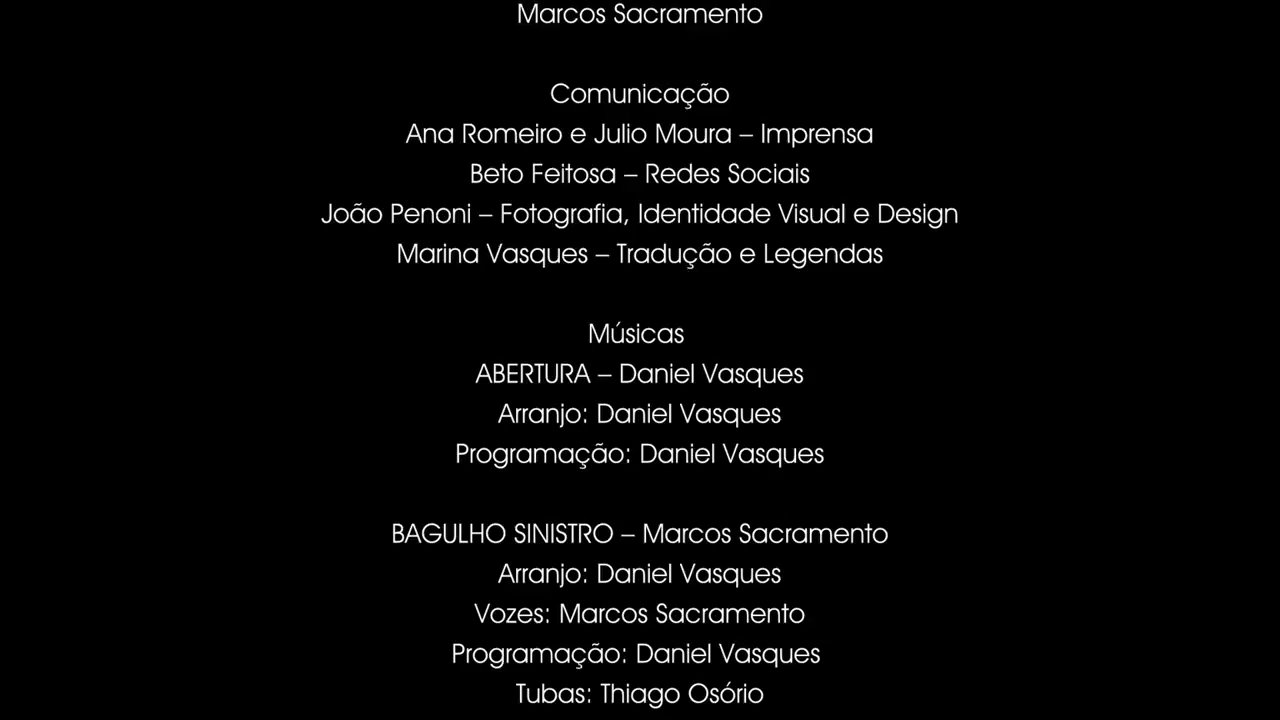 Marcos Sacramento
Comunicação
Ana Romeiro e Julio Moura – Imprensa
Beto Feitosa – Redes Sociais
João Penoni – Fotografia, Identidade Visual e Design
Marina Vasques – Tradução e Legendas
Músicas
ABERTURA – Daniel Vasques
Arranjo: Daniel Vasques
Programação: Daniel Vasques
BAGULHO SINISTRO – Marcos Sacramento
Arranjo: Daniel Vasques
Vozes: Marcos Sacramento
Programação: Daniel Vasques
Tubas: Thiago Osório